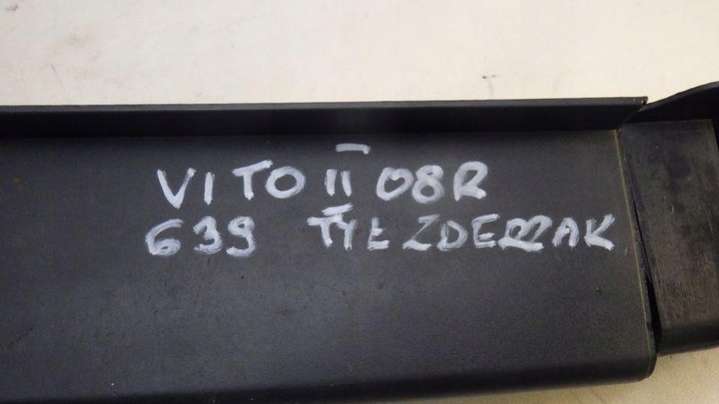 VITO II 08R
639 TYŁ ZDERZAK